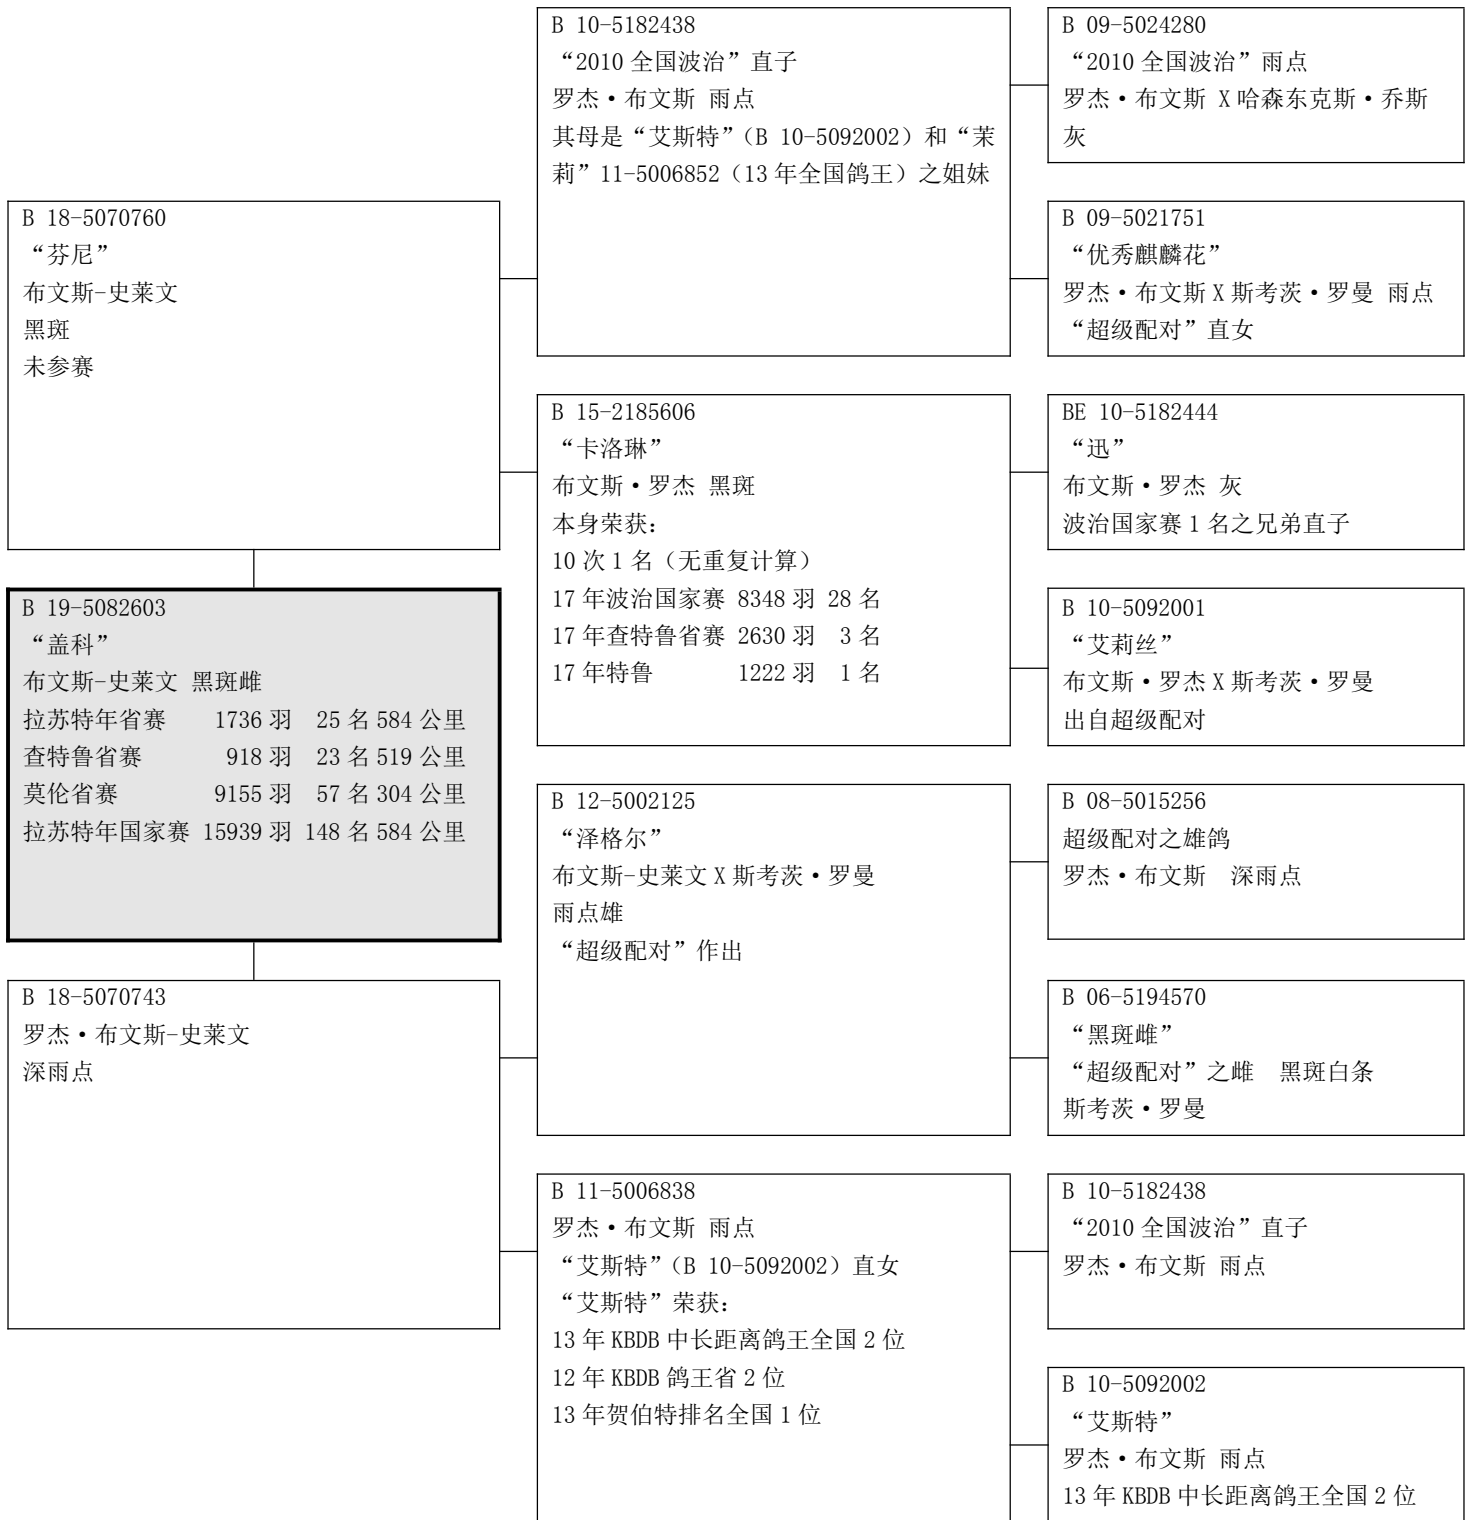 B 18-5070760
“芬尼”
布文斯-史莱文
黑斑
未参赛
B 19-5082603
“盖科”
布文斯-史莱文 黑斑雌
拉苏特年省赛 1736 羽 25 名 584 公里
查特鲁省赛 918 羽 23 名 519 公里
莫伦省赛 9155 羽 57 名 304 公里
拉苏特年国家赛 15939 羽 148 名 584 公里
B 18-5070743
罗杰·布文斯-史莱文
深雨点
B 10-5182438
“2010 全国波治”直子
罗杰·布文斯 雨点
其母是“艾斯特”（B 10-5092002）和“茉
莉”11-5006852（13 年全国鸽王）之姐妹
B 15-2185606
“卡洛琳”
布文斯·罗杰 黑斑
本身荣获：
10 次 1 名（无重复计算）
17 年波治国家赛 8348 羽 28 名
17 年查特鲁省赛 2630 羽 3 名
17 年特鲁 1222 羽 1 名
B 12-5002125
“泽格尔”
布文斯-史莱文 X 斯考茨·罗曼
雨点雄
“超级配对”作出
B 11-5006838
罗杰·布文斯 雨点
“艾斯特”（B 10-5092002）直女
“艾斯特”荣获：
13 年 KBDB 中长距离鸽王全国 2 位
12 年 KBDB 鸽王省 2 位
13 年贺伯特排名全国 1 位
B 09-5024280
“2010 全国波治”雨点
罗杰·布文斯 X 哈森东克斯·乔斯
灰
B 09-5021751
“优秀麒麟花”
罗杰·布文斯 X 斯考茨·罗曼 雨点
“超级配对”直女
BE 10-5182444
“迅”
布文斯·罗杰 灰
波治国家赛 1 名之兄弟直子
B 10-5092001
“艾莉丝”
布文斯·罗杰 X 斯考茨·罗曼
出自超级配对
B 08-5015256
超级配对之雄鸽
罗杰·布文斯 深雨点
B 06-5194570
“黑斑雌”
“超级配对”之雌 黑斑白条
斯考茨·罗曼
B 10-5182438
“2010 全国波治”直子
罗杰·布文斯 雨点
B 10-5092002
“艾斯特”
罗杰·布文斯 雨点
13 年 KBDB 中长距离鸽王全国 2 位